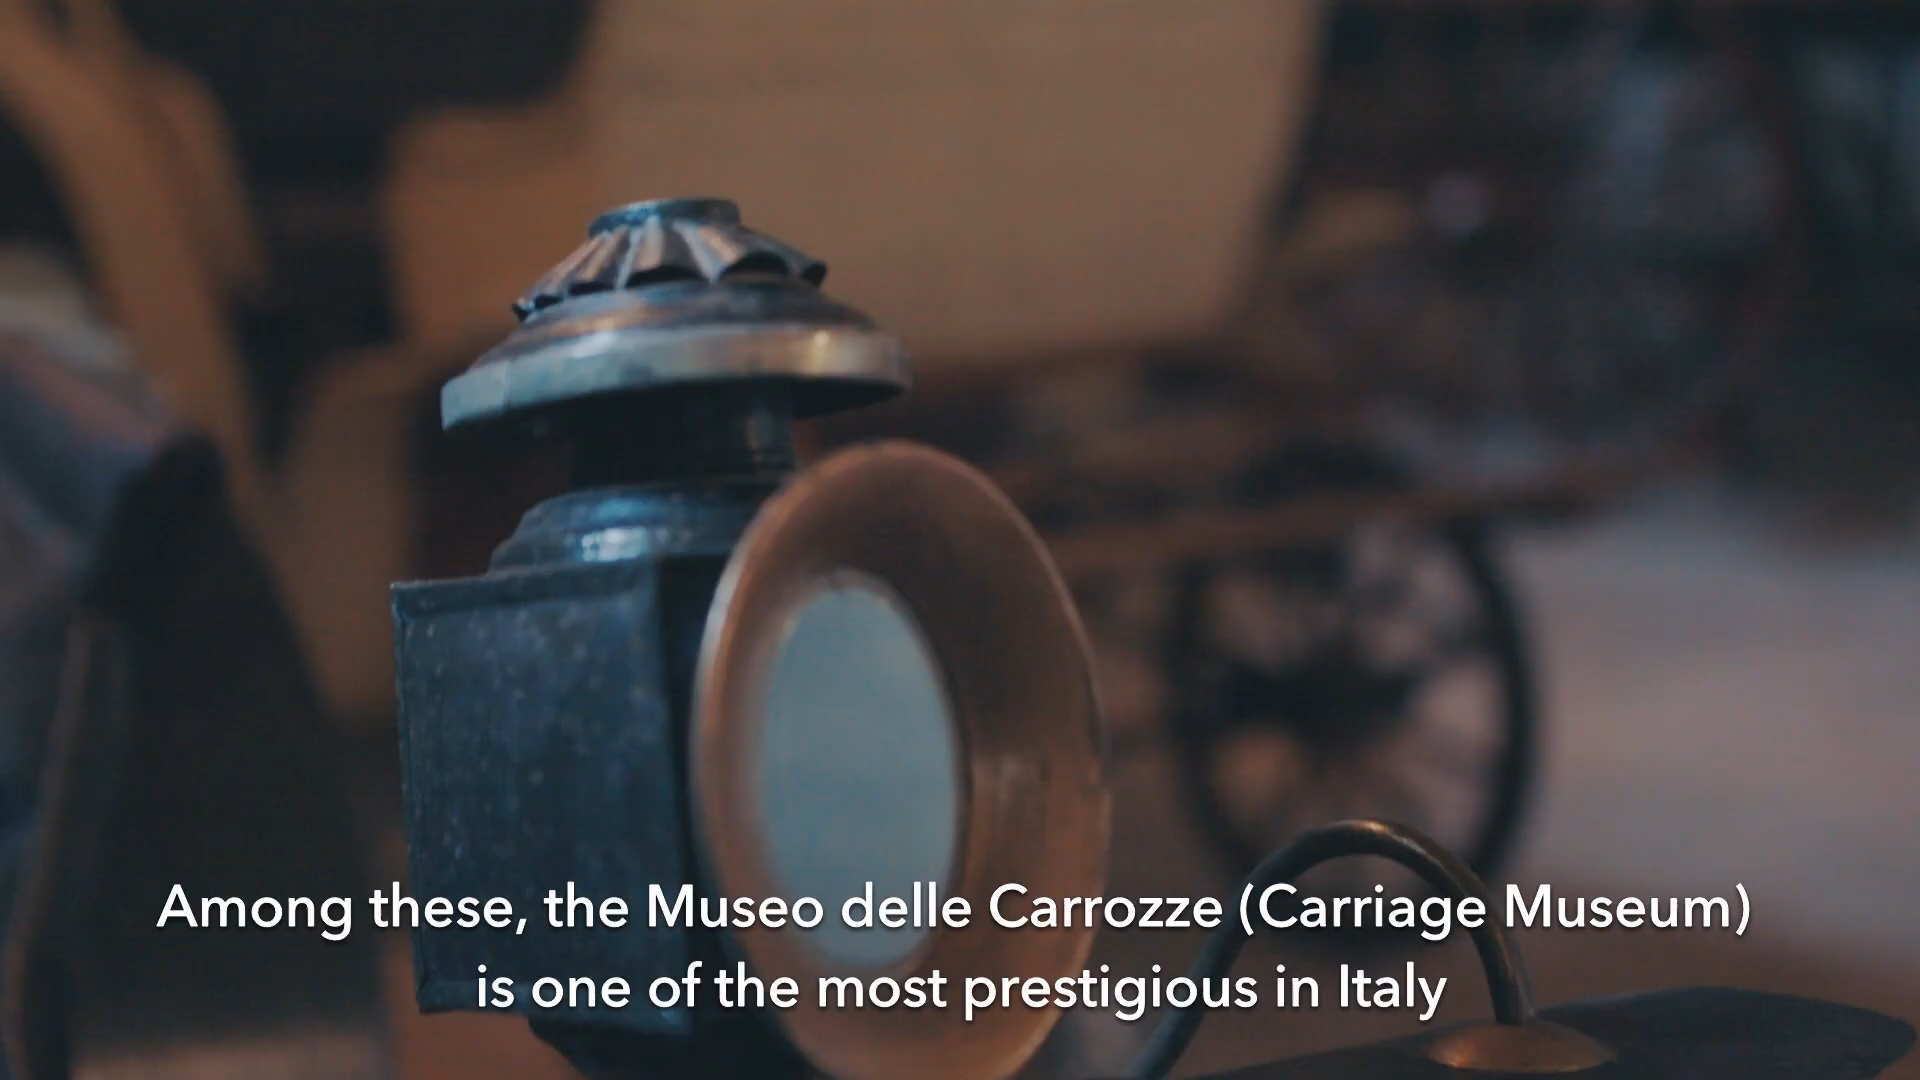 Among these, the Museo delle Carrozze (Carriage Museum)
is one of the most prestigious in Italy